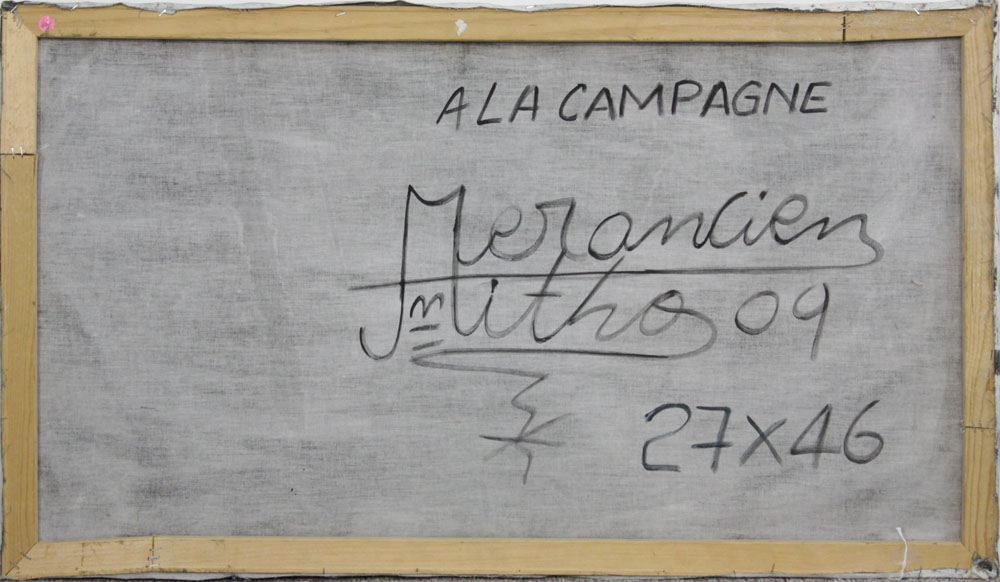 A LA CAMPAGNE
Merancien
Mitho 09
27x46